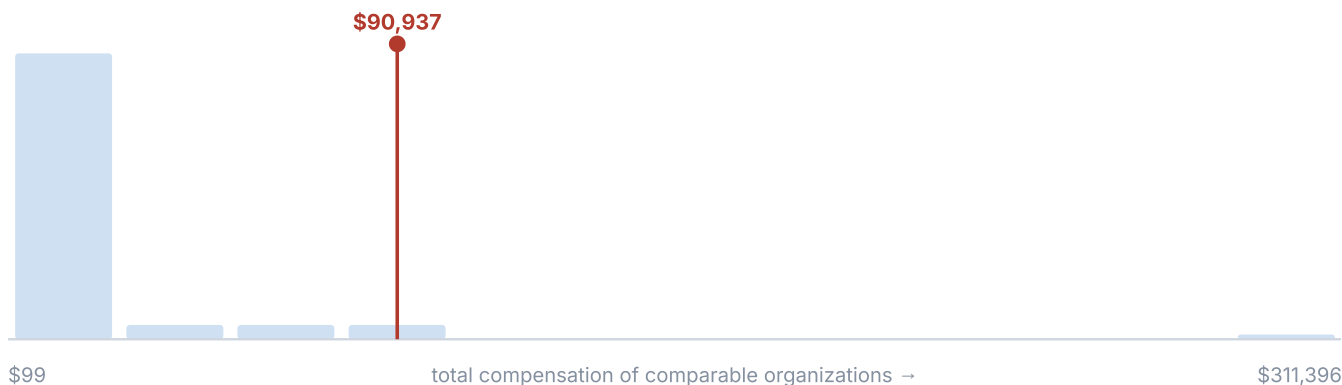 $90,937
$99 total compensation of comparable organizations → $311,396